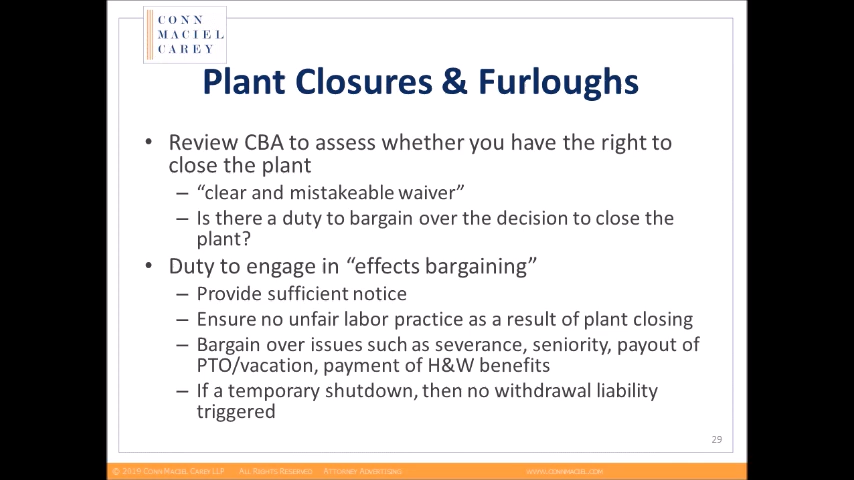 CONN
MACIEL
CAREY
Plant Closures & Furloughs
• Review CBA to assess whether you have the right to
close the plant
– “clear and mistakeable waiver”
– Is there a duty to bargain over the decision to close the
plant?
• Duty to engage in “effects bargaining”
– Provide sufficient notice
– Ensure no unfair labor practice as a result of plant closing
– Bargain over issues such as severance, seniority, payout of
PTO/vacation, payment of H&W benefits
– If a temporary shutdown, then no withdrawal liability
triggered
29
© 2019 CONN MACIEL CAREY LLP ALL RIGHTS RESERVED ATTORNEY ADVERTISING WWW.CONNMACIEL.COM